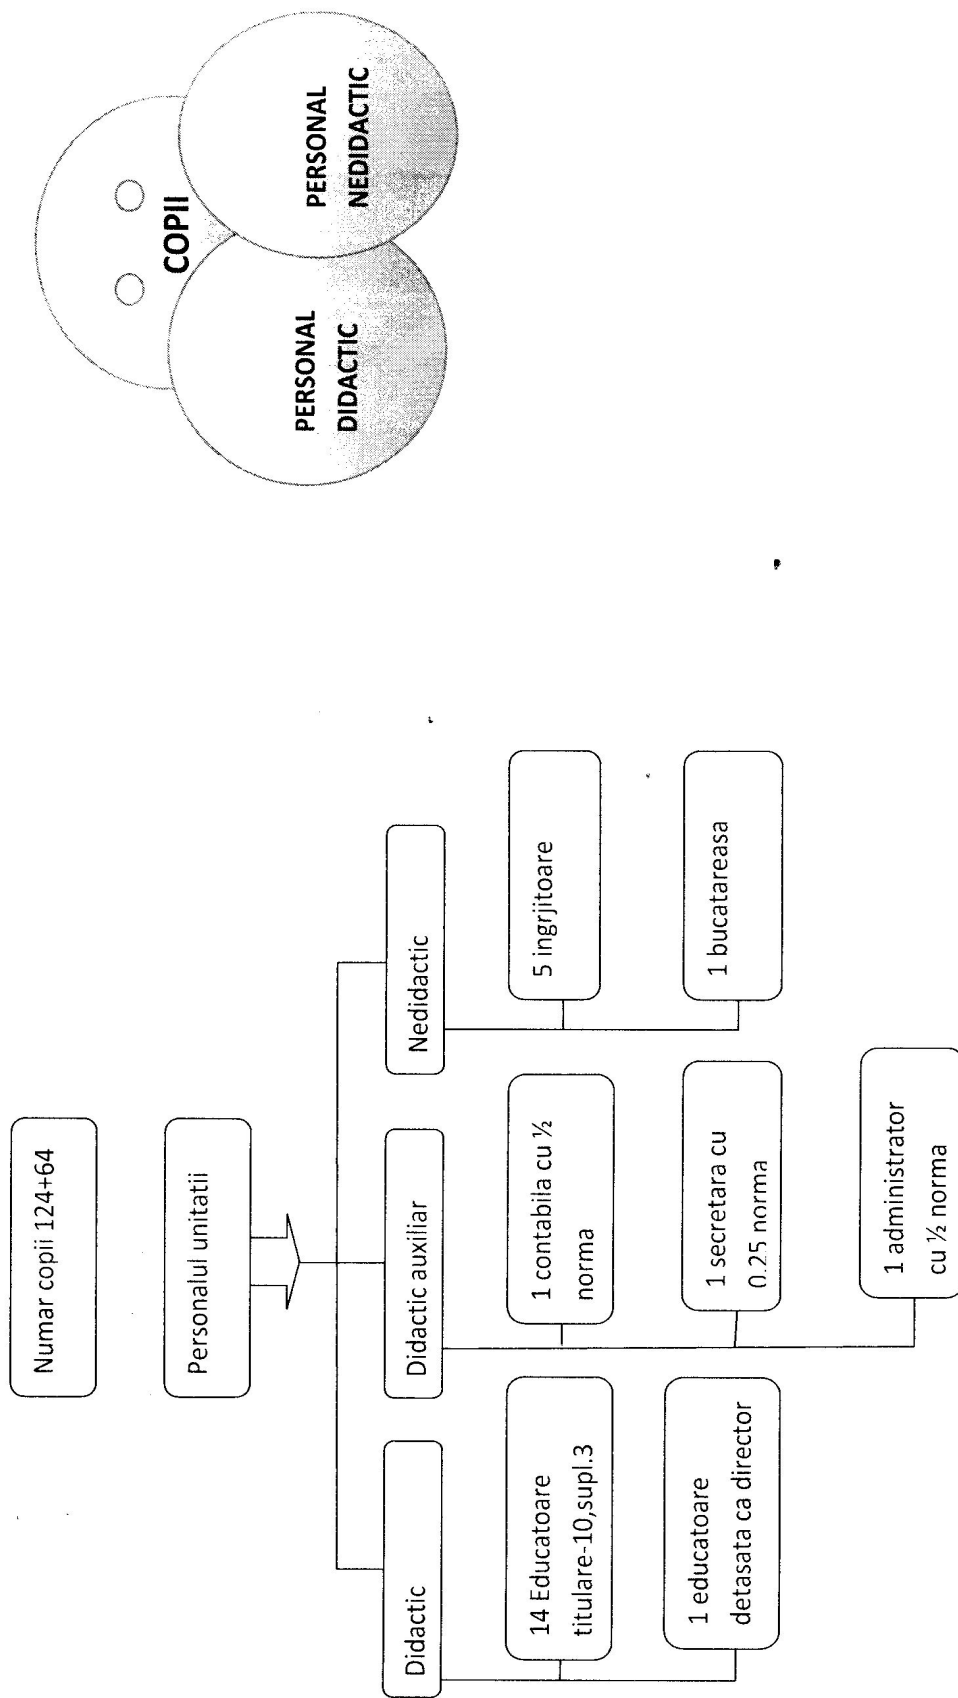 Numar copii 124+64
Personalul unitatii
Didactic
Didactic auxiliar
Nedidactic
14 Educatoare
titulare-10,supl.3
1 contabila cu ½
norma
5 ingrjitoare
1 educatoare
detasata ca director
1 secretara cu
0.25 norma
1 bucatareasa
1 administrator
cu ½ norma
COPII
PERSONAL
DIDACTIC
PERSONAL
NEDIDACTIC